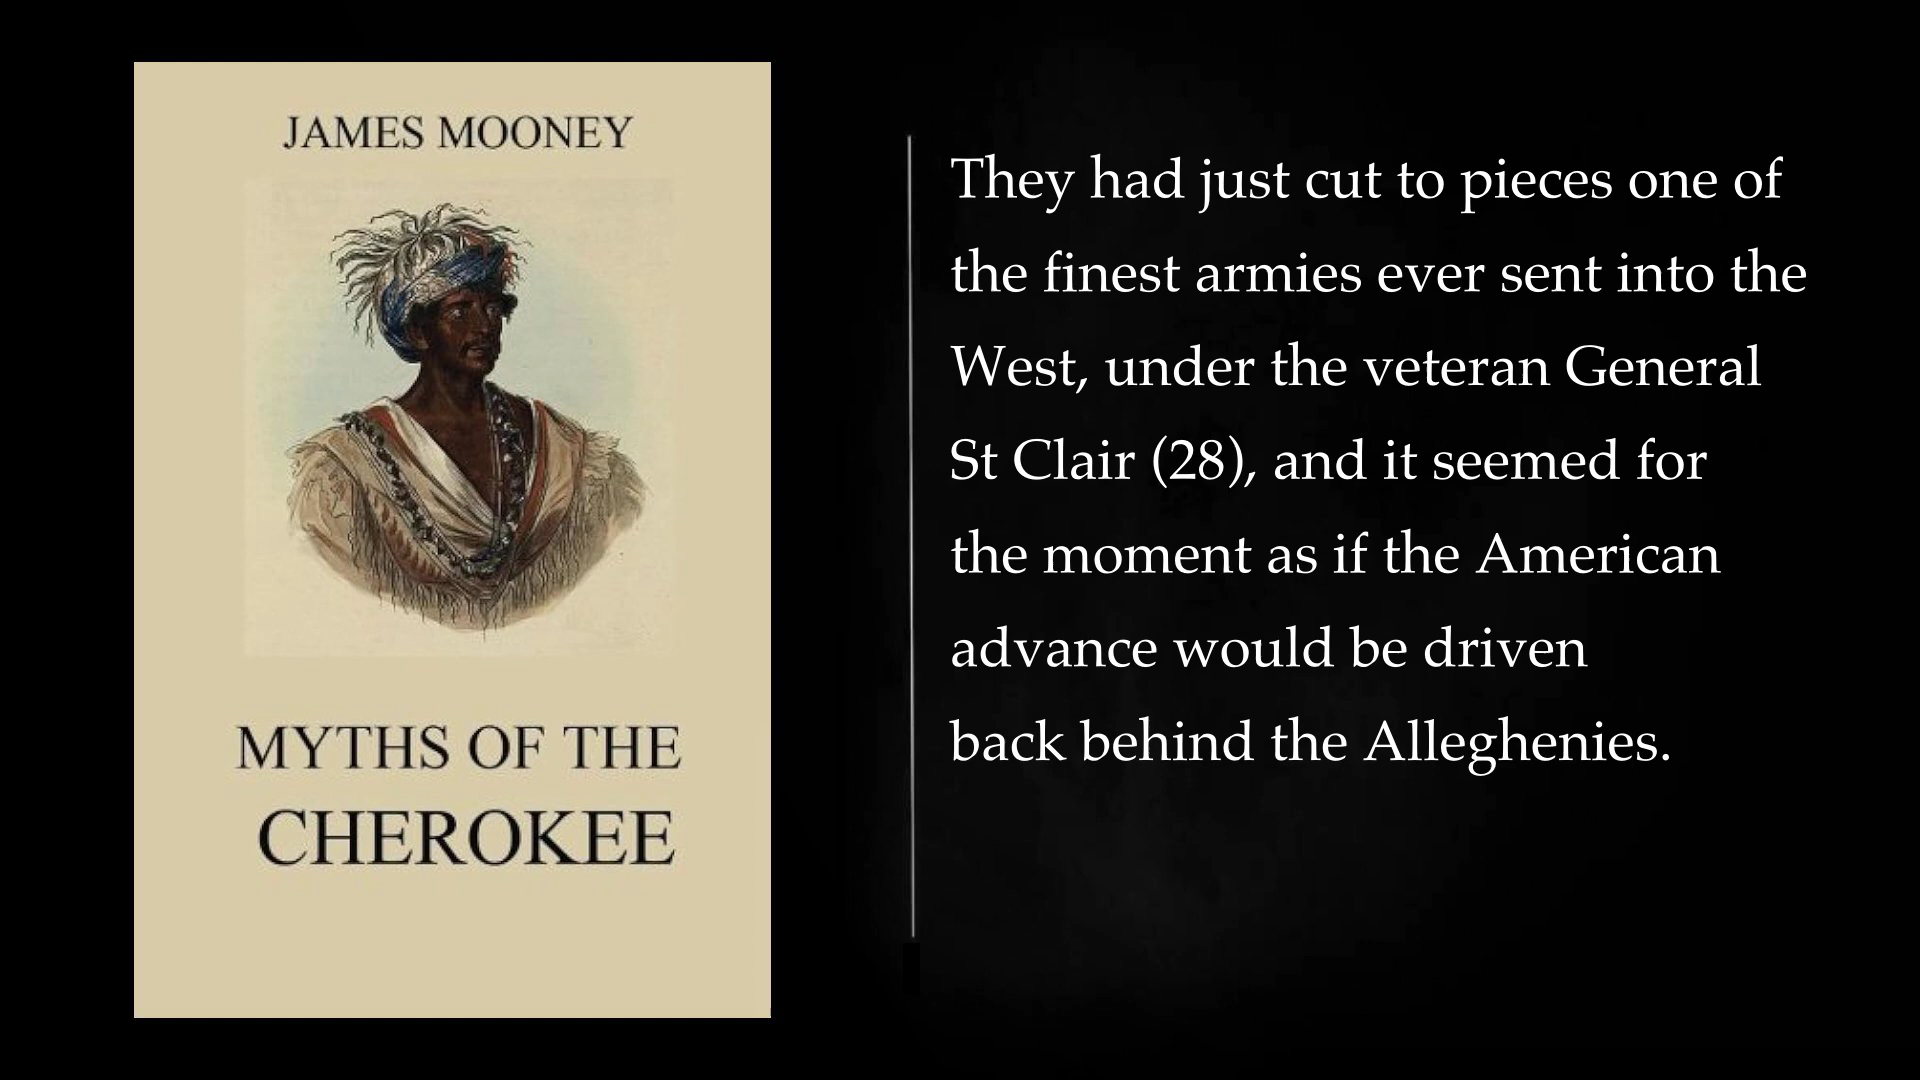 JAMES MOONEY
MYTHS OF THE
CHEROKEE
They had just cut to pieces one of
the finest armies ever sent into the
West, under the veteran General
St Clair (28), and it seemed for
the moment as if the American
advance would be driven
back behind the Alleghenies.